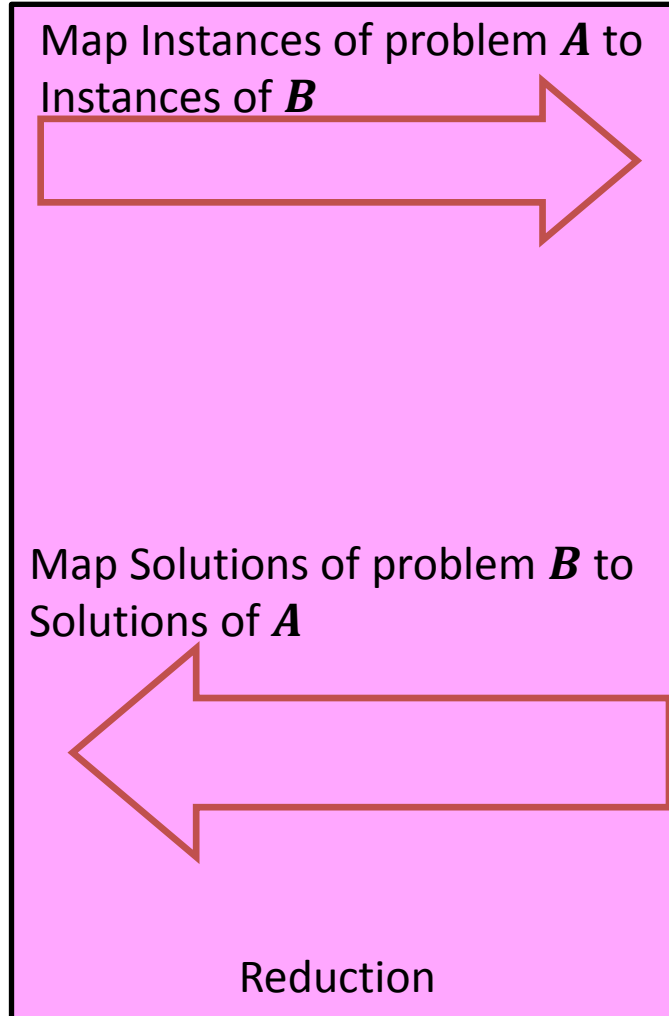 Map Instances of problem A to
Instances of B
Map Solutions of problem B to
Solutions of A
Reduction